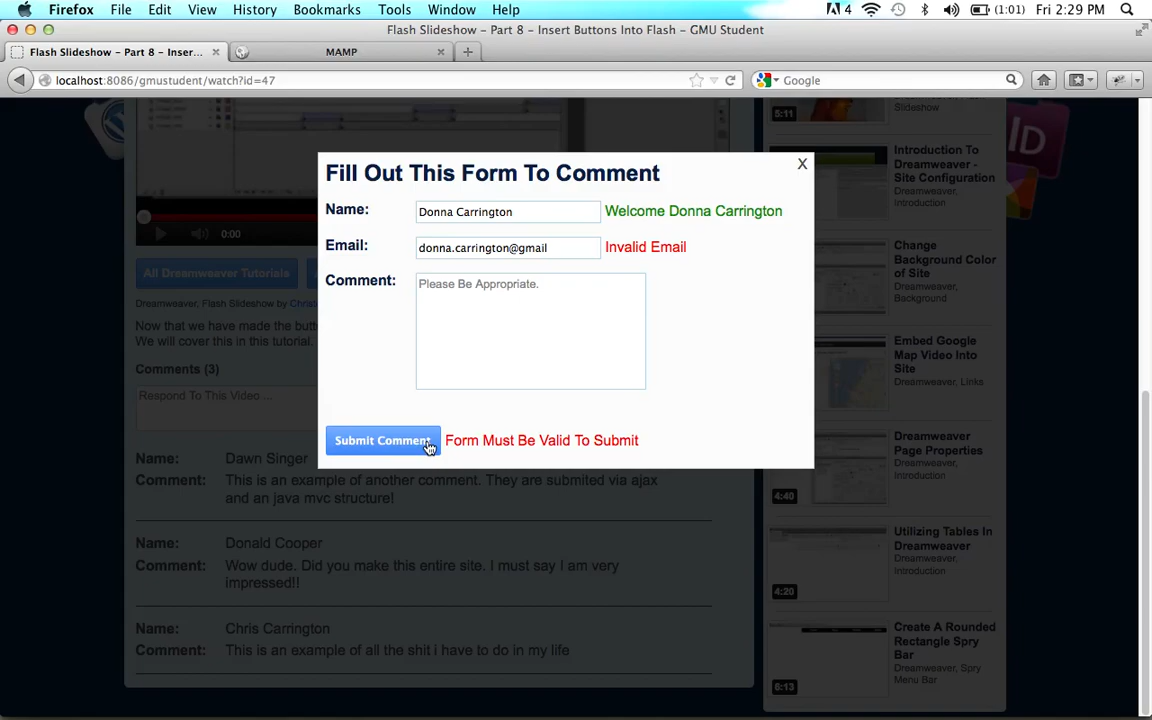 Firefox File Edit View History Bookmarks Tools Window Help 4 (1:01) Fri 2:29 PM
Flash Slideshow – Part 8 – Insert Buttons Into Flash – GMU Student
Flash Slideshow – Part 8 – Inser... MAMP
localhost:8086/gmustudent/watch?id=47 Google
Slideshow
5:11
ID
Introduction To
Dreamweaver -
Site Configuration
Dreamweaver,
Introduction
Change
Background Color
of Site
Dreamweaver,
Background
Embed Google
Map Video Into
Site
Dreamweaver, Links
Dreamweaver
Page Properties
Dreamweaver,
Introduction
4:40
Utilizing Tables In
Dreamweaver
Dreamweaver,
Introduction
4:20
Create A Rounded
Rectangle Spry
Bar
Dreamweaver, Spry
Menu Bar
6:13
Fill Out This Form To Comment
X
Name: Donna Carrington Welcome Donna Carrington
Email: donna.carrington@gmail Invalid Email
Comment: Please Be Appropriate.
Submit Comment Form Must Be Valid To Submit
0:00
All Dreamweaver Tutorials
Dreamweaver, Flash Slideshow by
Now that we have made the
We will cover this in this tutorial.
Comments (3)
Respond To This Video ...
Name: Dawn Singer
Comment: This is an example of another comment. They are submited via ajax
and an java mvc structure!
Name: Donald Cooper
Comment: Wow dude. Did you make this entire site. I must say I am very
impressed!!
Name: Chris Carrington
Comment: This is an example of all the shit i have to do in my life